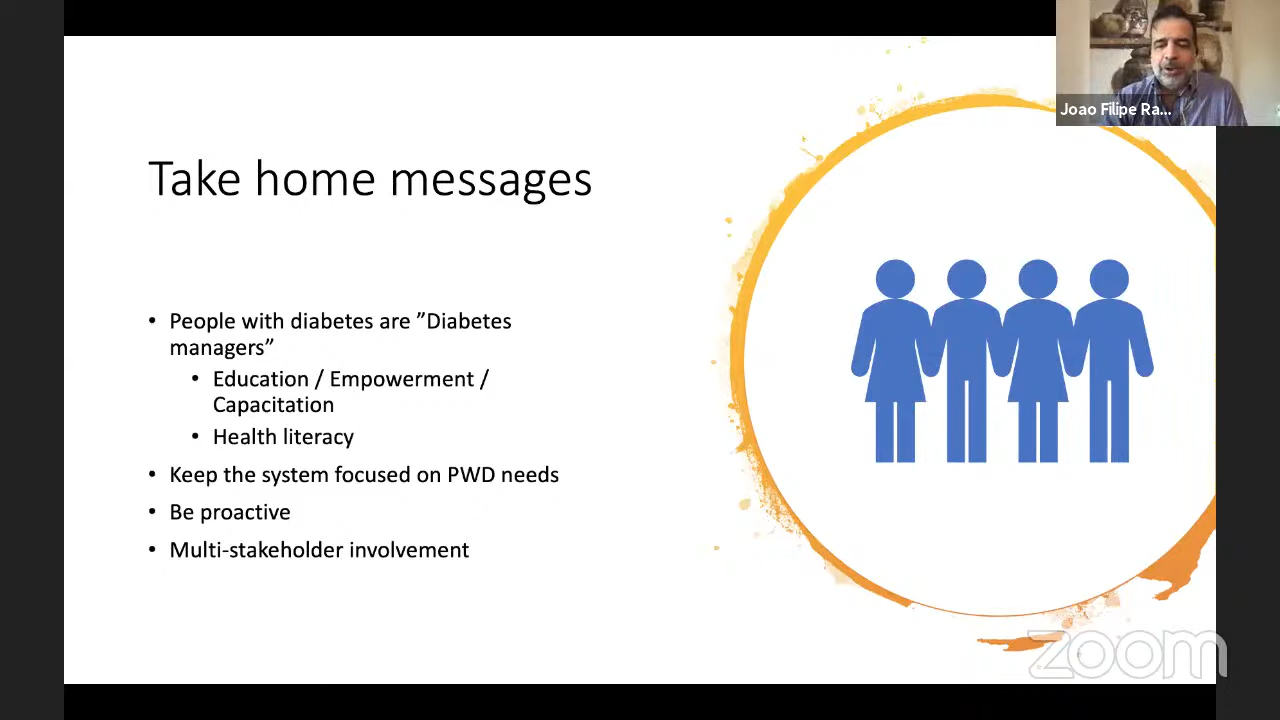 Joao Filipe Ra...
Take home messages
• People with diabetes are ”Diabetes
managers”
• Education / Empowerment /
Capacitation
• Health literacy
• Keep the system focused on PWD needs
• Be proactive
• Multi-stakeholder involvement
zoom